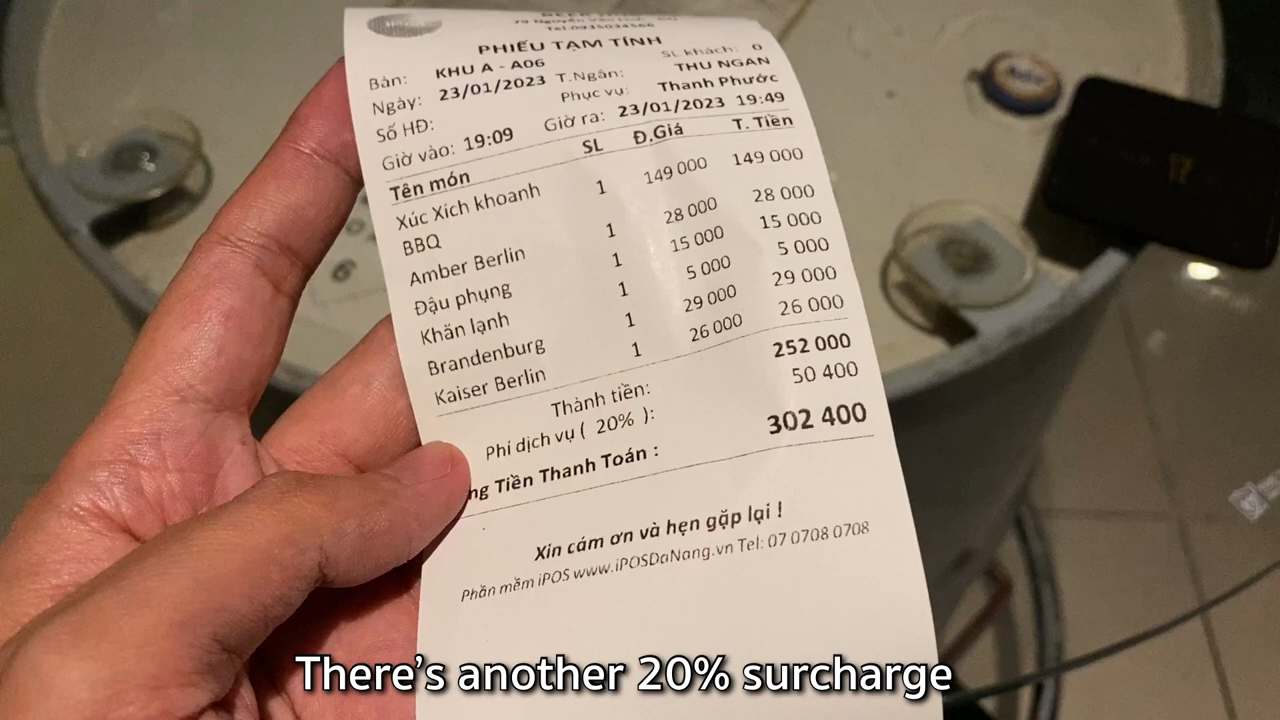 PHIẾU TẠM TÍNH
Bàn: KHU A - A06 SL khách: 0
Ngày: 23/01/2023 T.Ngân: THU NGAN
Số HĐ: Phục vụ: Thanh Phước
Giờ vào: 19:09 Giờ ra: 23/01/2023 19:49
Tên món SL Đ.Giá T. Tiền
Xúc Xích khoanh 1 149 000 149 000
BBQ
Amber Berlin 1 28 000 28 000
Đậu phụng 1 15 000 15 000
Khăn lạnh 1 5 000 5 000
Brandenburg 1 29 000 29 000
Kaiser Berlin 1 26 000 26 000
Thành tiền: 252 000
Phí dịch vụ ( 20% ): 50 400
ng Tiền Thanh Toán : 302 400
Xin cám ơn và hẹn gặp lại !
Phần mềm iPOS www.iPOSDaNang.vn Tel: 07 0708 0708
There's another 20% surcharge